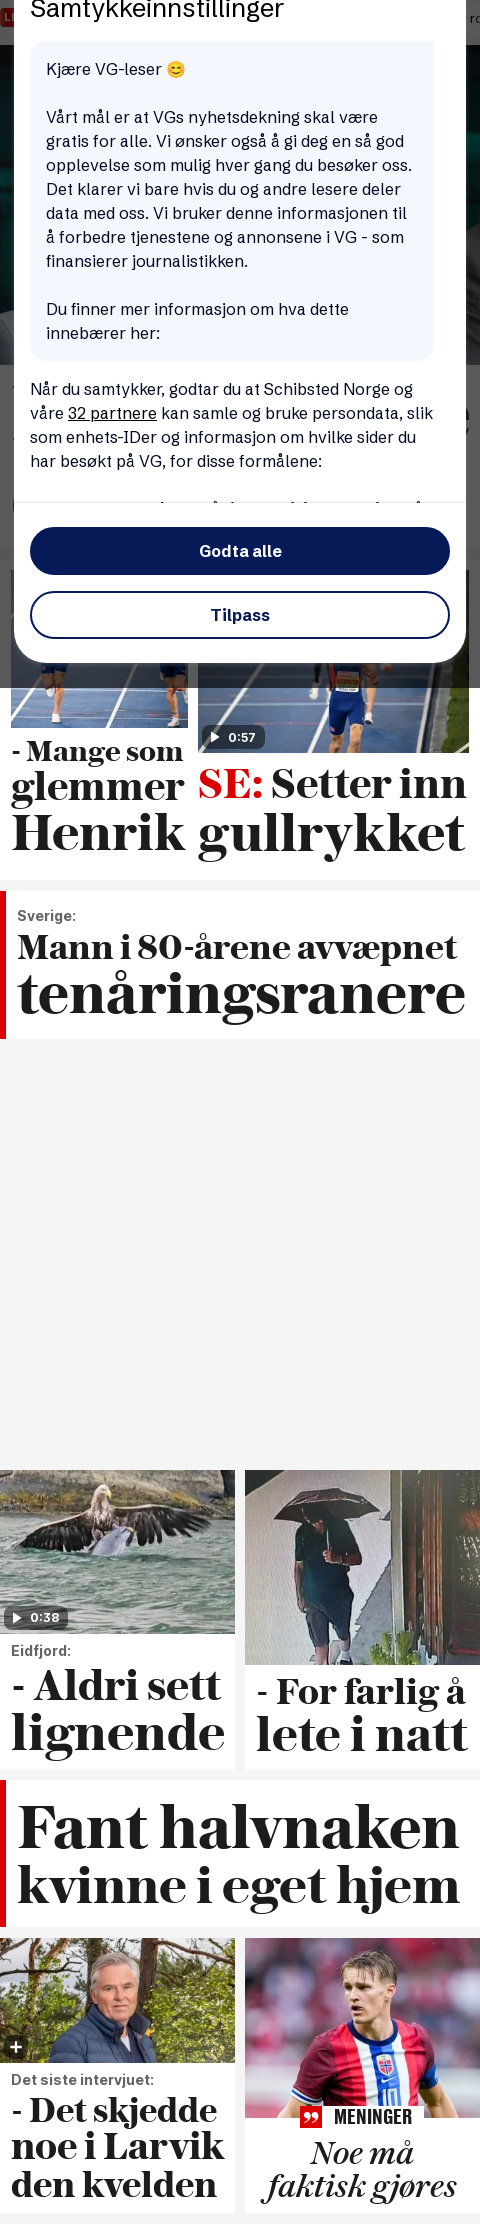 Samtykkeinnstillinger
Kjære VG-leser 😊
Vårt mål er at VGs nyhetsdekning skal være
gratis for alle. Vi ønsker også å gi deg en så god
opplevelse som mulig hver gang du besøker oss.
Det klarer vi bare hvis du og andre lesere deler
data med oss. Vi bruker denne informasjonen til
å forbedre tjenestene og annonsene i VG - som
finansierer journalistikken.
Du finner mer informasjon om hva dette
innebærer her:
Når du samtykker, godtar du at Schibsted Norge og
våre 32 partnere kan samle og bruke persondata, slik
som enhets-IDer og informasjon om hvilke sider du
har besøkt på VG, for disse formålene:
Godta alle
Tilpass
0:57
- Mange som
glemmer
Henrik
SE: Setter inn
gullrykket
Sverige:
Mann i 80-årene avvæpnet
tenåringsranere
0:38
Eidfjord:
- Aldri sett
lignende
- For farlig å
lete i natt
Fant halvnaken
kvinne i eget hjem
Det siste intervjuet:
- Det skjedde
noe i Larvik
den kvelden
MENINGER
Noe må
faktisk gjøres